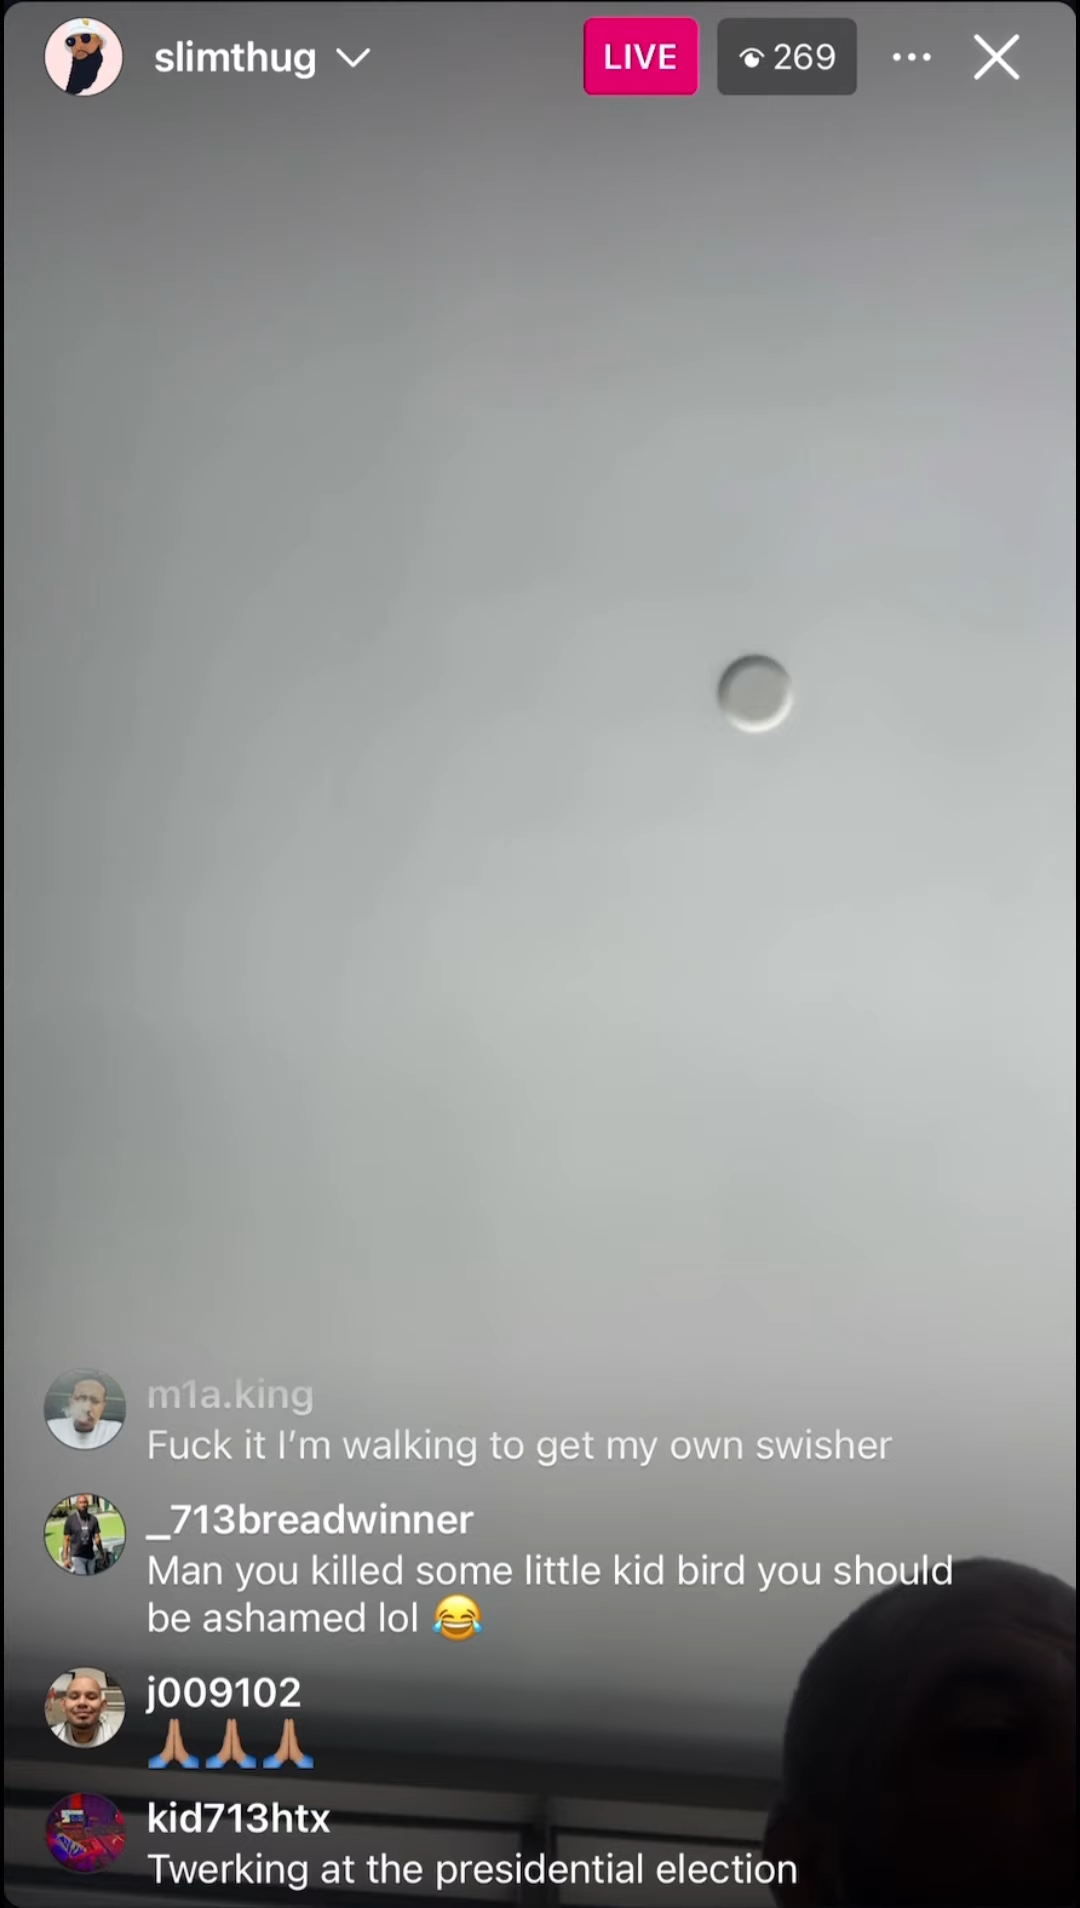 slimthug
LIVE
269
m1a.king
Fuck it I’m walking to get my own swisher
_713breadwinner
Man you killed some little kid bird you should
be ashamed lol 😂
j009102
🙏🏽🙏🏽🙏🏽
kid713htx
Twerking at the presidential election